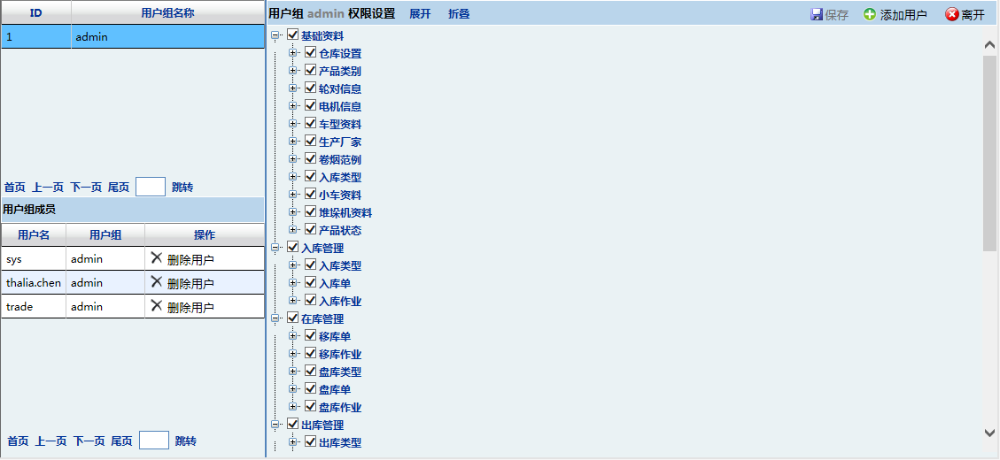 ID 用户组名称
1 admin
首页 上一页 下一页 尾页 跳转
用户组成员
用户名 用户组 操作
sys admin 删除用户
thalia.chen admin 删除用户
trade admin 删除用户
首页 上一页 下一页 尾页 跳转
用户组 admin 权限设置 展开 折叠 保存 添加用户 离开
基础资料
仓库设置
产品类别
轮对信息
电机信息
车型资料
生产厂家
卷烟范例
入库类型
小车资料
堆垛机资料
产品状态
入库管理
入库类型
入库单
入库作业
在库管理
移库单
移库作业
盘库类型
盘库单
盘库作业
出库管理
出库类型